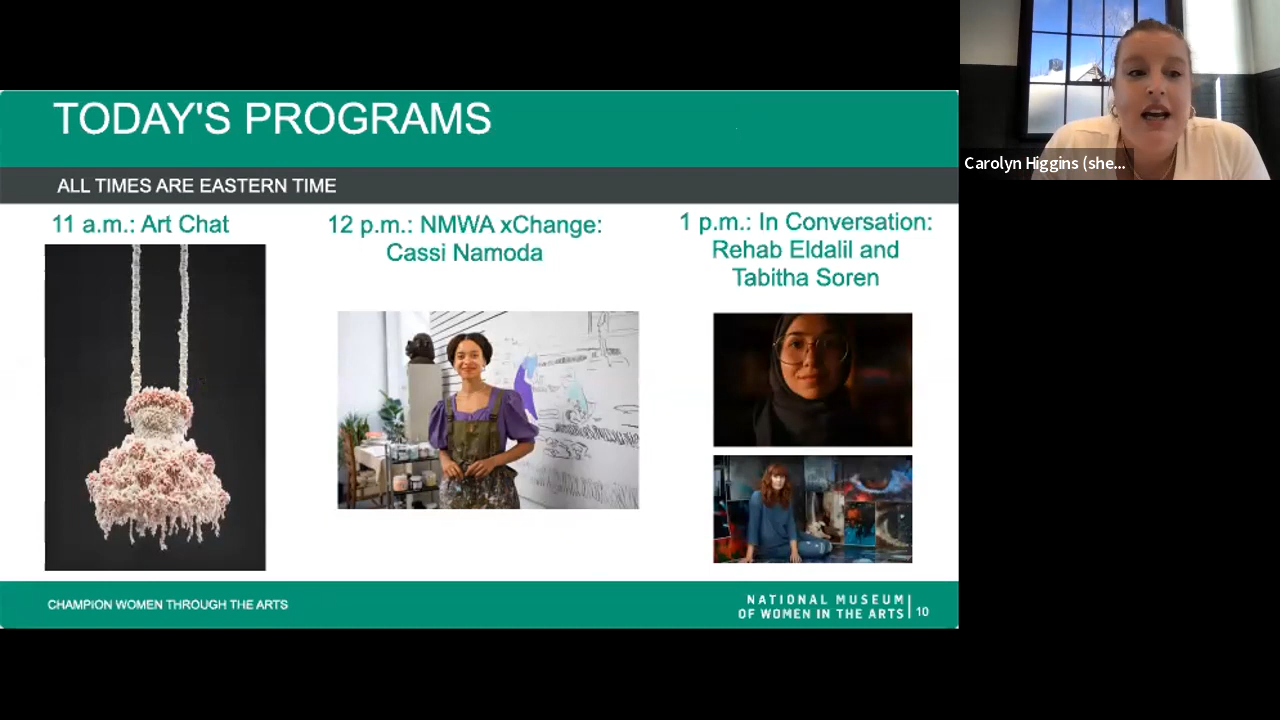 TODAY'S PROGRAMS
ALL TIMES ARE EASTERN TIME
11 a.m.: Art Chat
12 p.m.: NMWA xChange:
Cassi Namoda
1 p.m.: In Conversation:
Rehab Eldalil and
Tabitha Soren
CHAMPION WOMEN THROUGH THE ARTS
NATIONAL MUSEUM
OF WOMEN IN THE ARTS
10
Carolyn Higgins (she...